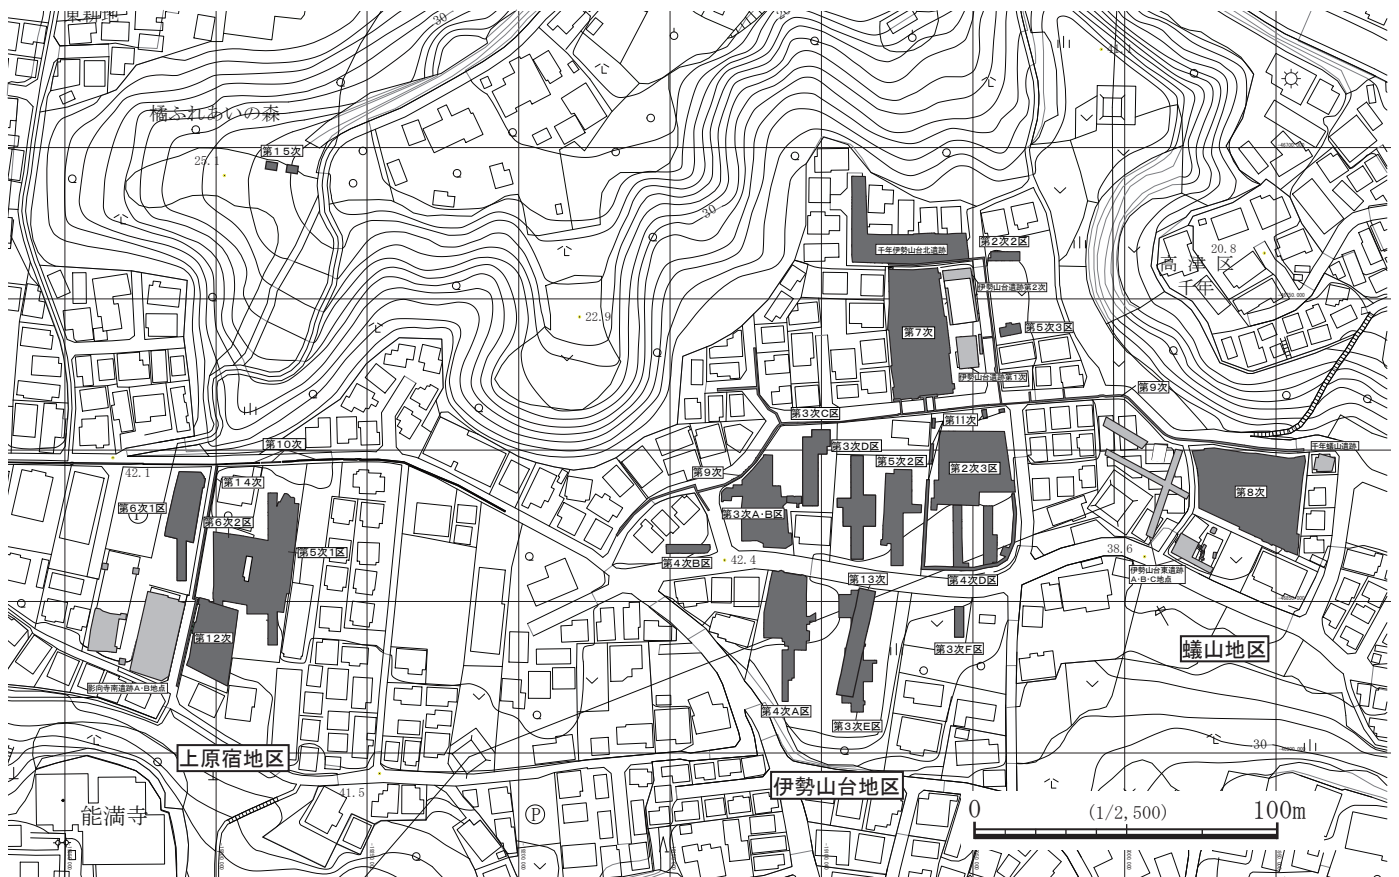 30
橘ふれあいの森
25.1
第15次
30
22.9
千年伊勢山台北遺跡
第2次2区
伊勢山台遺跡第2次
第7次
第5次3区
伊勢山台遺跡第1次
高津区
千年
20.8
第9次
第3次C区
第11次
第3次D区
第5次2区
第2次3区
第9次
第3次A・B区
千年蟻山遺跡
第8次
第10次
42.1
第14次
第6次1区
第6次2区
第5次1区
第4次B区
42.4
第13次
第4次D区
38.6
伊勢山台東遺跡
A・B・C地点
第12次
影向寺南遺跡A・B地点
第3次F区
蟻山地区
第4次A区
第3次E区
30
上原宿地区
伊勢山台地区
41.5
能満寺
P
0
(1/2,500)
100m